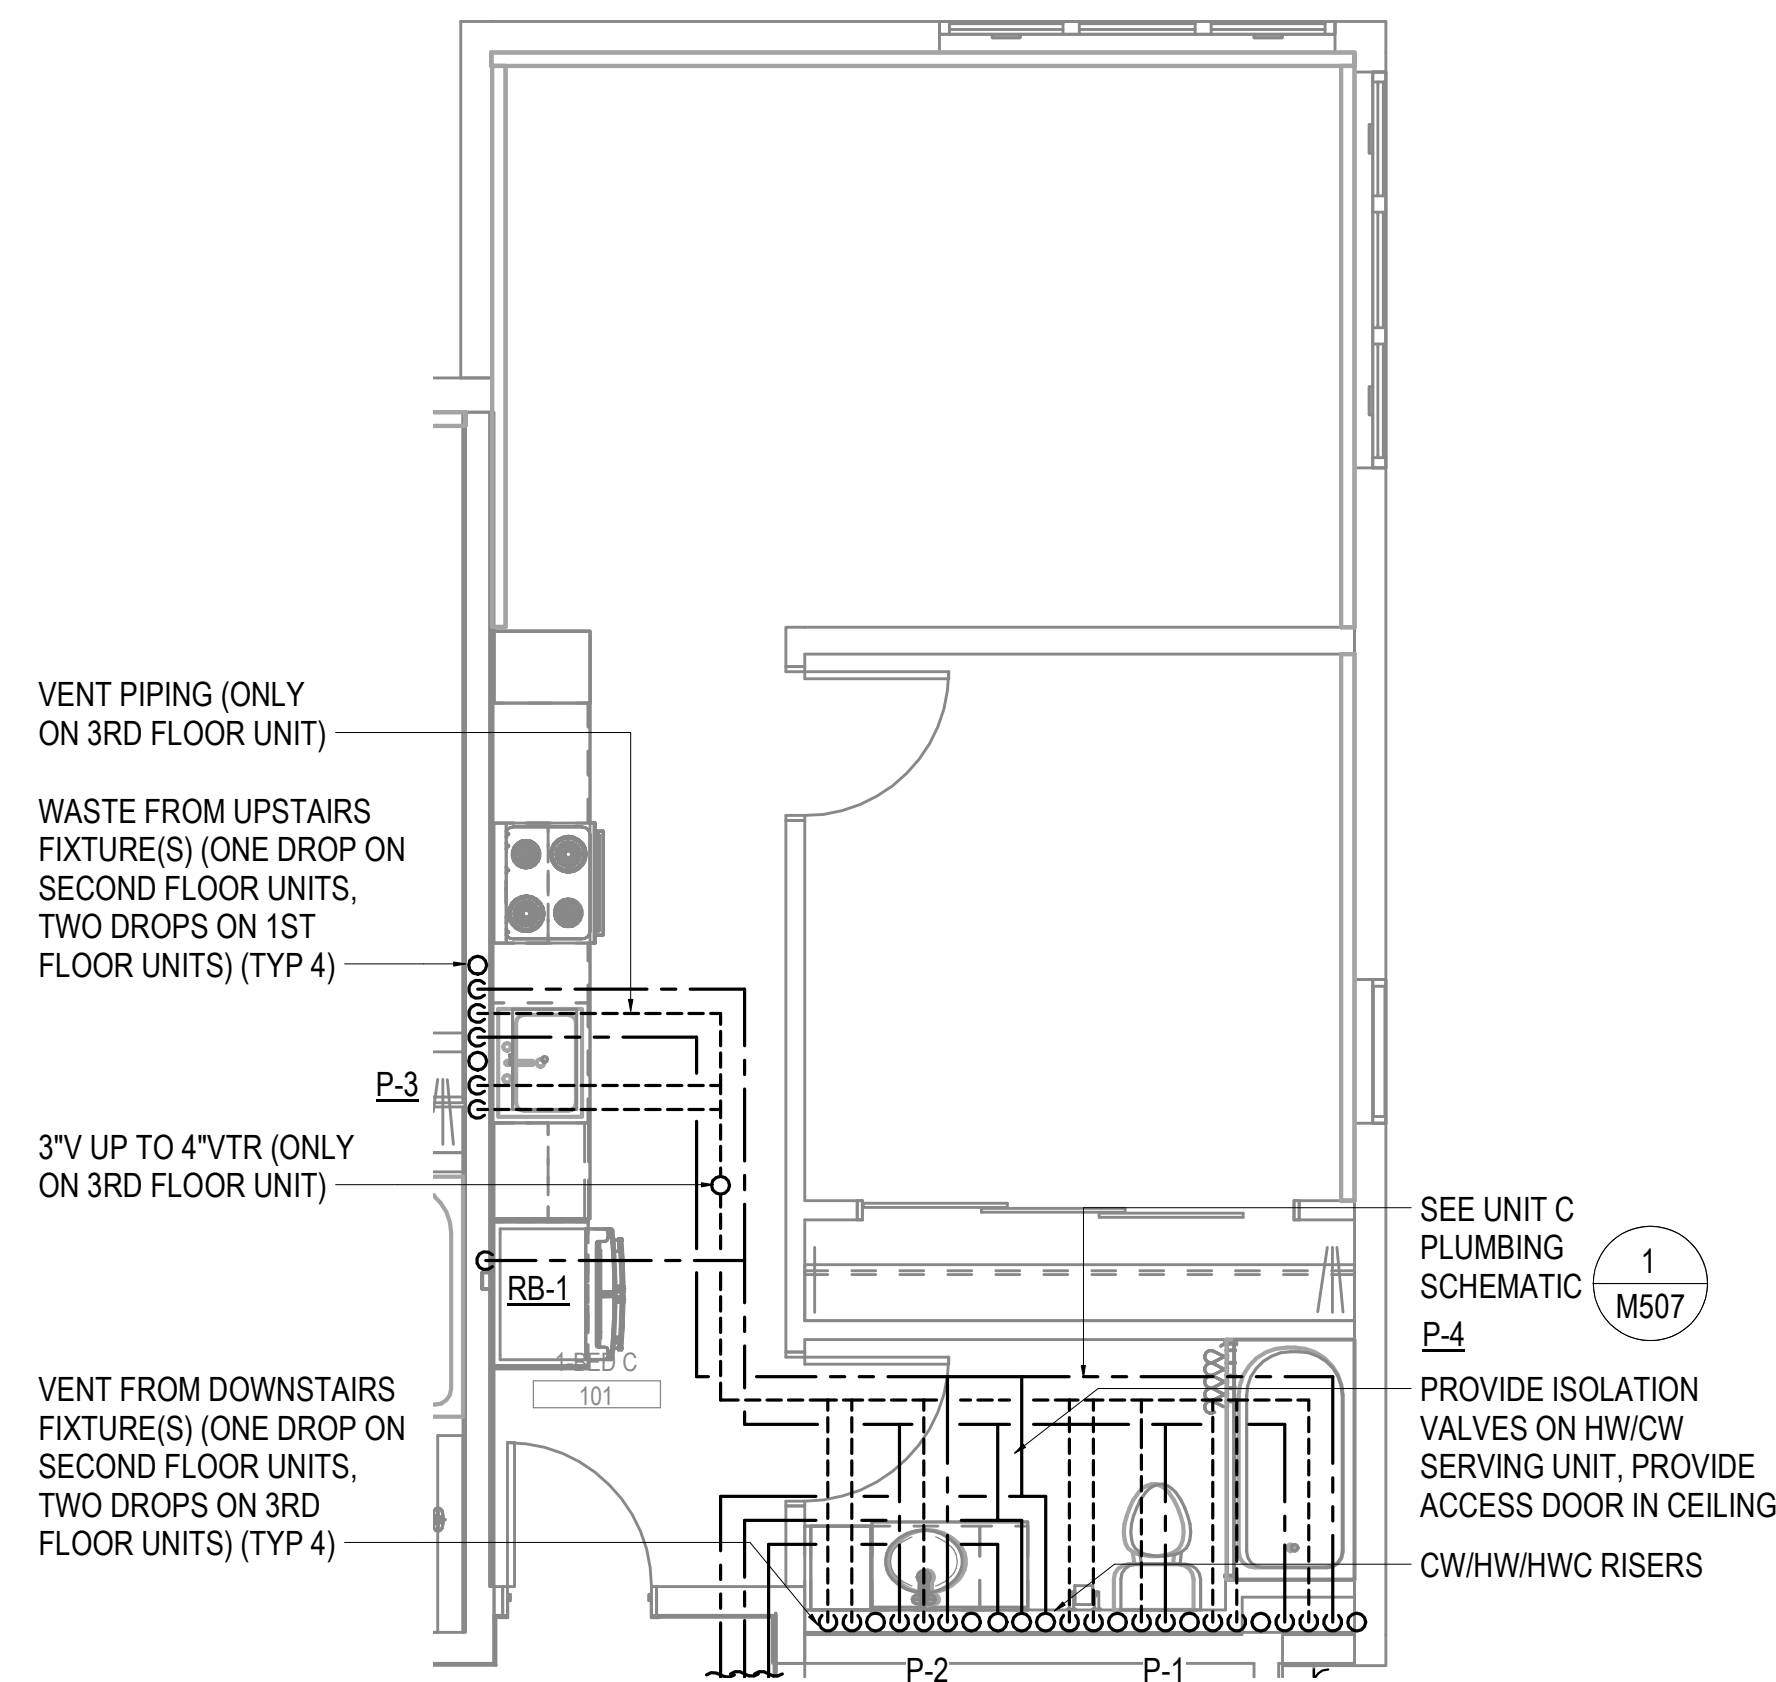 VENT PIPING (ONLY
ON 3RD FLOOR UNIT)
WASTE FROM UPSTAIRS
FIXTURE(S) (ONE DROP ON
SECOND FLOOR UNITS,
TWO DROPS ON 1ST
FLOOR UNITS) (TYP 4)
P-3
3"V UP TO 4"VTR (ONLY
ON 3RD FLOOR UNIT)
RB-1
1-BED C
101
VENT FROM DOWNSTAIRS
FIXTURE(S) (ONE DROP ON
SECOND FLOOR UNITS,
TWO DROPS ON 3RD
FLOOR UNITS) (TYP 4)
SEE UNIT C
PLUMBING
SCHEMATIC
1
M507
P-4
PROVIDE ISOLATION
VALVES ON HW/CW
SERVING UNIT, PROVIDE
ACCESS DOOR IN CEILING
CW/HW/HWC RISERS
P-2
P-1